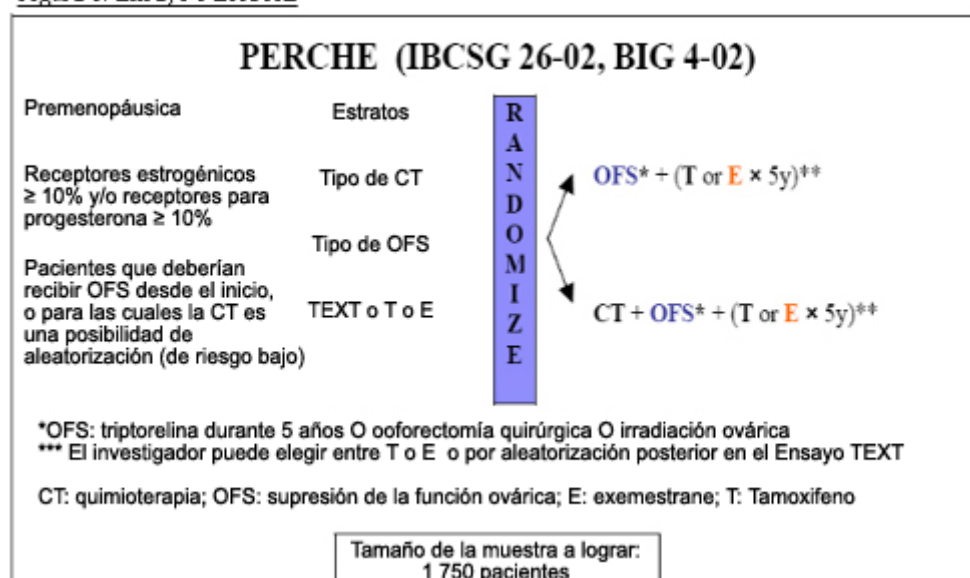 PERCHE (IBCSG 26-02, BIG 4-02)
Premenopáusica
Receptores estrogénicos
≥ 10% y/o receptores para
progesterona ≥ 10%
Pacientes que deberían
recibir OFS desde el inicio,
o para las cuales la CT es
una posibilidad de
aleatorización (de riesgo bajo)
Estratos
Tipo de CT
Tipo de OFS
TEXT o T o E
RANDOMIZE
OFS* + (T or E × 5y)**
CT + OFS* + (T or E × 5y)**
*OFS: triptorelina durante 5 años O ooforectomía quirúrgica O irradiación ovárica
*** El investigador puede elegir entre T o E o por aleatorización posterior en el Ensayo TEXT
CT: quimioterapia; OFS: supresión de la función ovárica; E: exemestrane; T: Tamoxifeno
Tamaño de la muestra a lograr:
1 750 pacientes